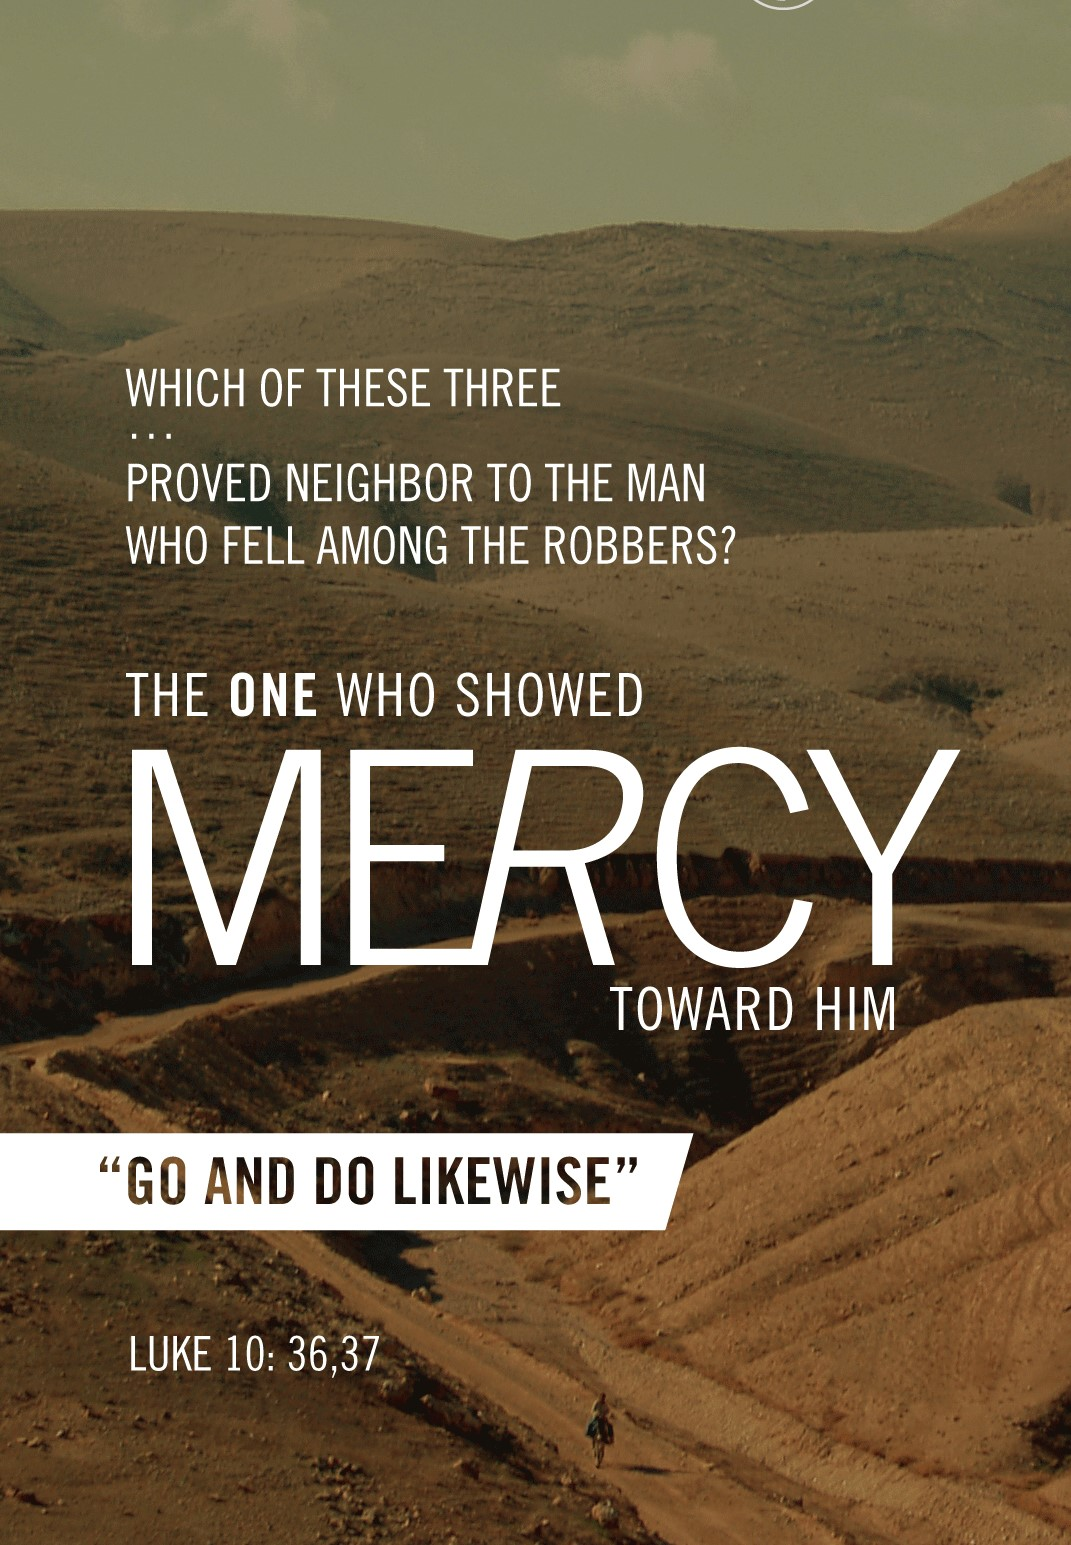 WHICH OF THESE THREE
...
PROVED NEIGHBOR TO THE MAN
WHO FELL AMONG THE ROBBERS?
THE ONE WHO SHOWED
MERCY
TOWARD HIM
“GO AND DO LIKEWISE”
LUKE 10: 36,37